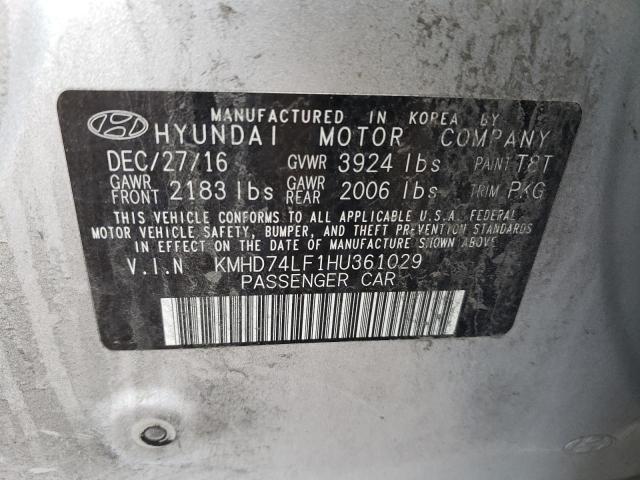 MANUFACTURED IN KOREA BY
HYUNDAI MOTOR COMPANY
DEC/27/16 GVWR 3924 lbs PAINT T8T
GAWR FRONT 2183 lbs GAWR REAR 2006 lbs TRIM PKG
THIS VEHICLE CONFORMS TO ALL APPLICABLE U.S.A. FEDERAL
MOTOR VEHICLE SAFETY, BUMPER, AND THEFT PREVENTION STANDARDS
IN EFFECT ON THE DATE OF MANUFACTURE SHOWN ABOVE
V.I.N KMHD74LF1HU361029
PASSENGER CAR